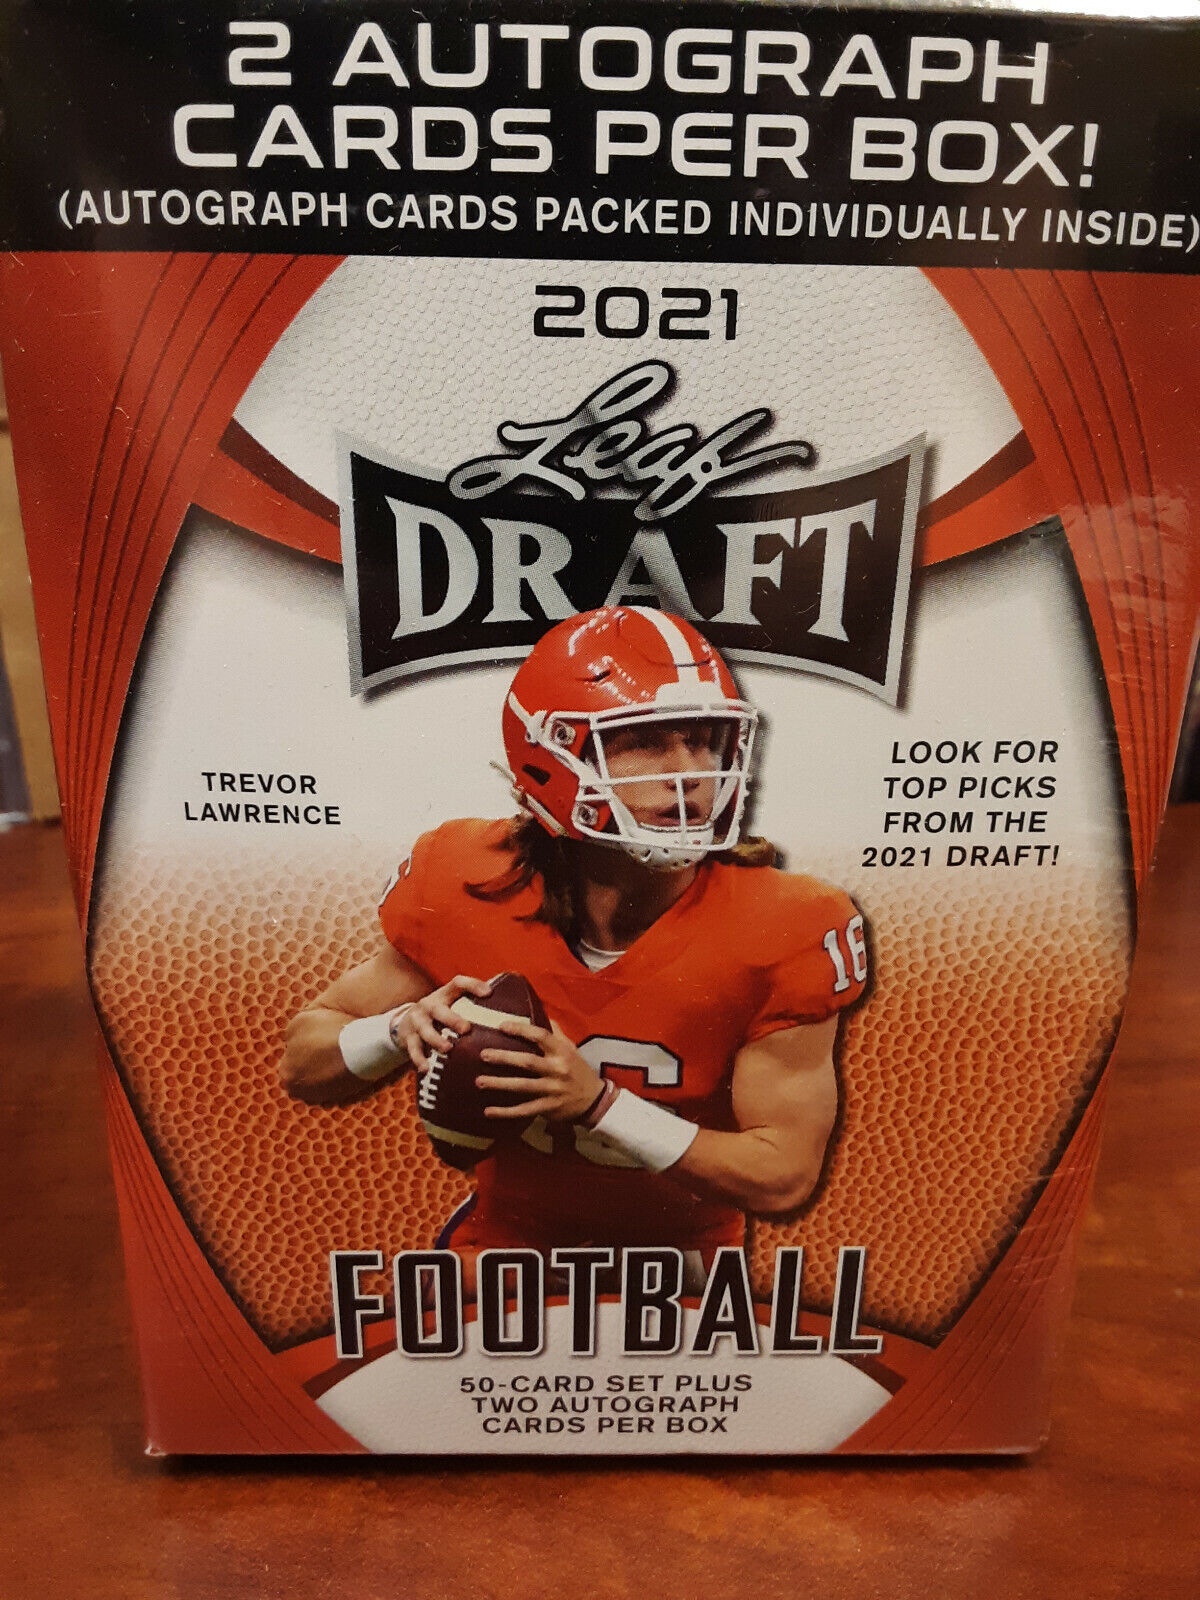 2 AUTOGRAPH
CARDS PER BOX!
(AUTOGRAPH CARDS PACKED INDIVIDUALLY INSIDE)
2021
Leaf
DRAFT
TREVOR
LAWRENCE
LOOK FOR
TOP PICKS
FROM THE
2021 DRAFT!
16
16
FOOTBALL
50-CARD SET PLUS
TWO AUTOGRAPH
CARDS PER BOX